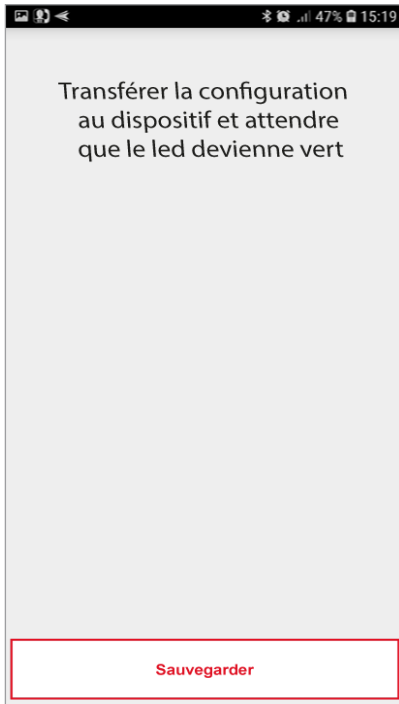 47% 15:19
Transférer la configuration
au dispositif et attendre
que le led devienne vert
Sauvegarder